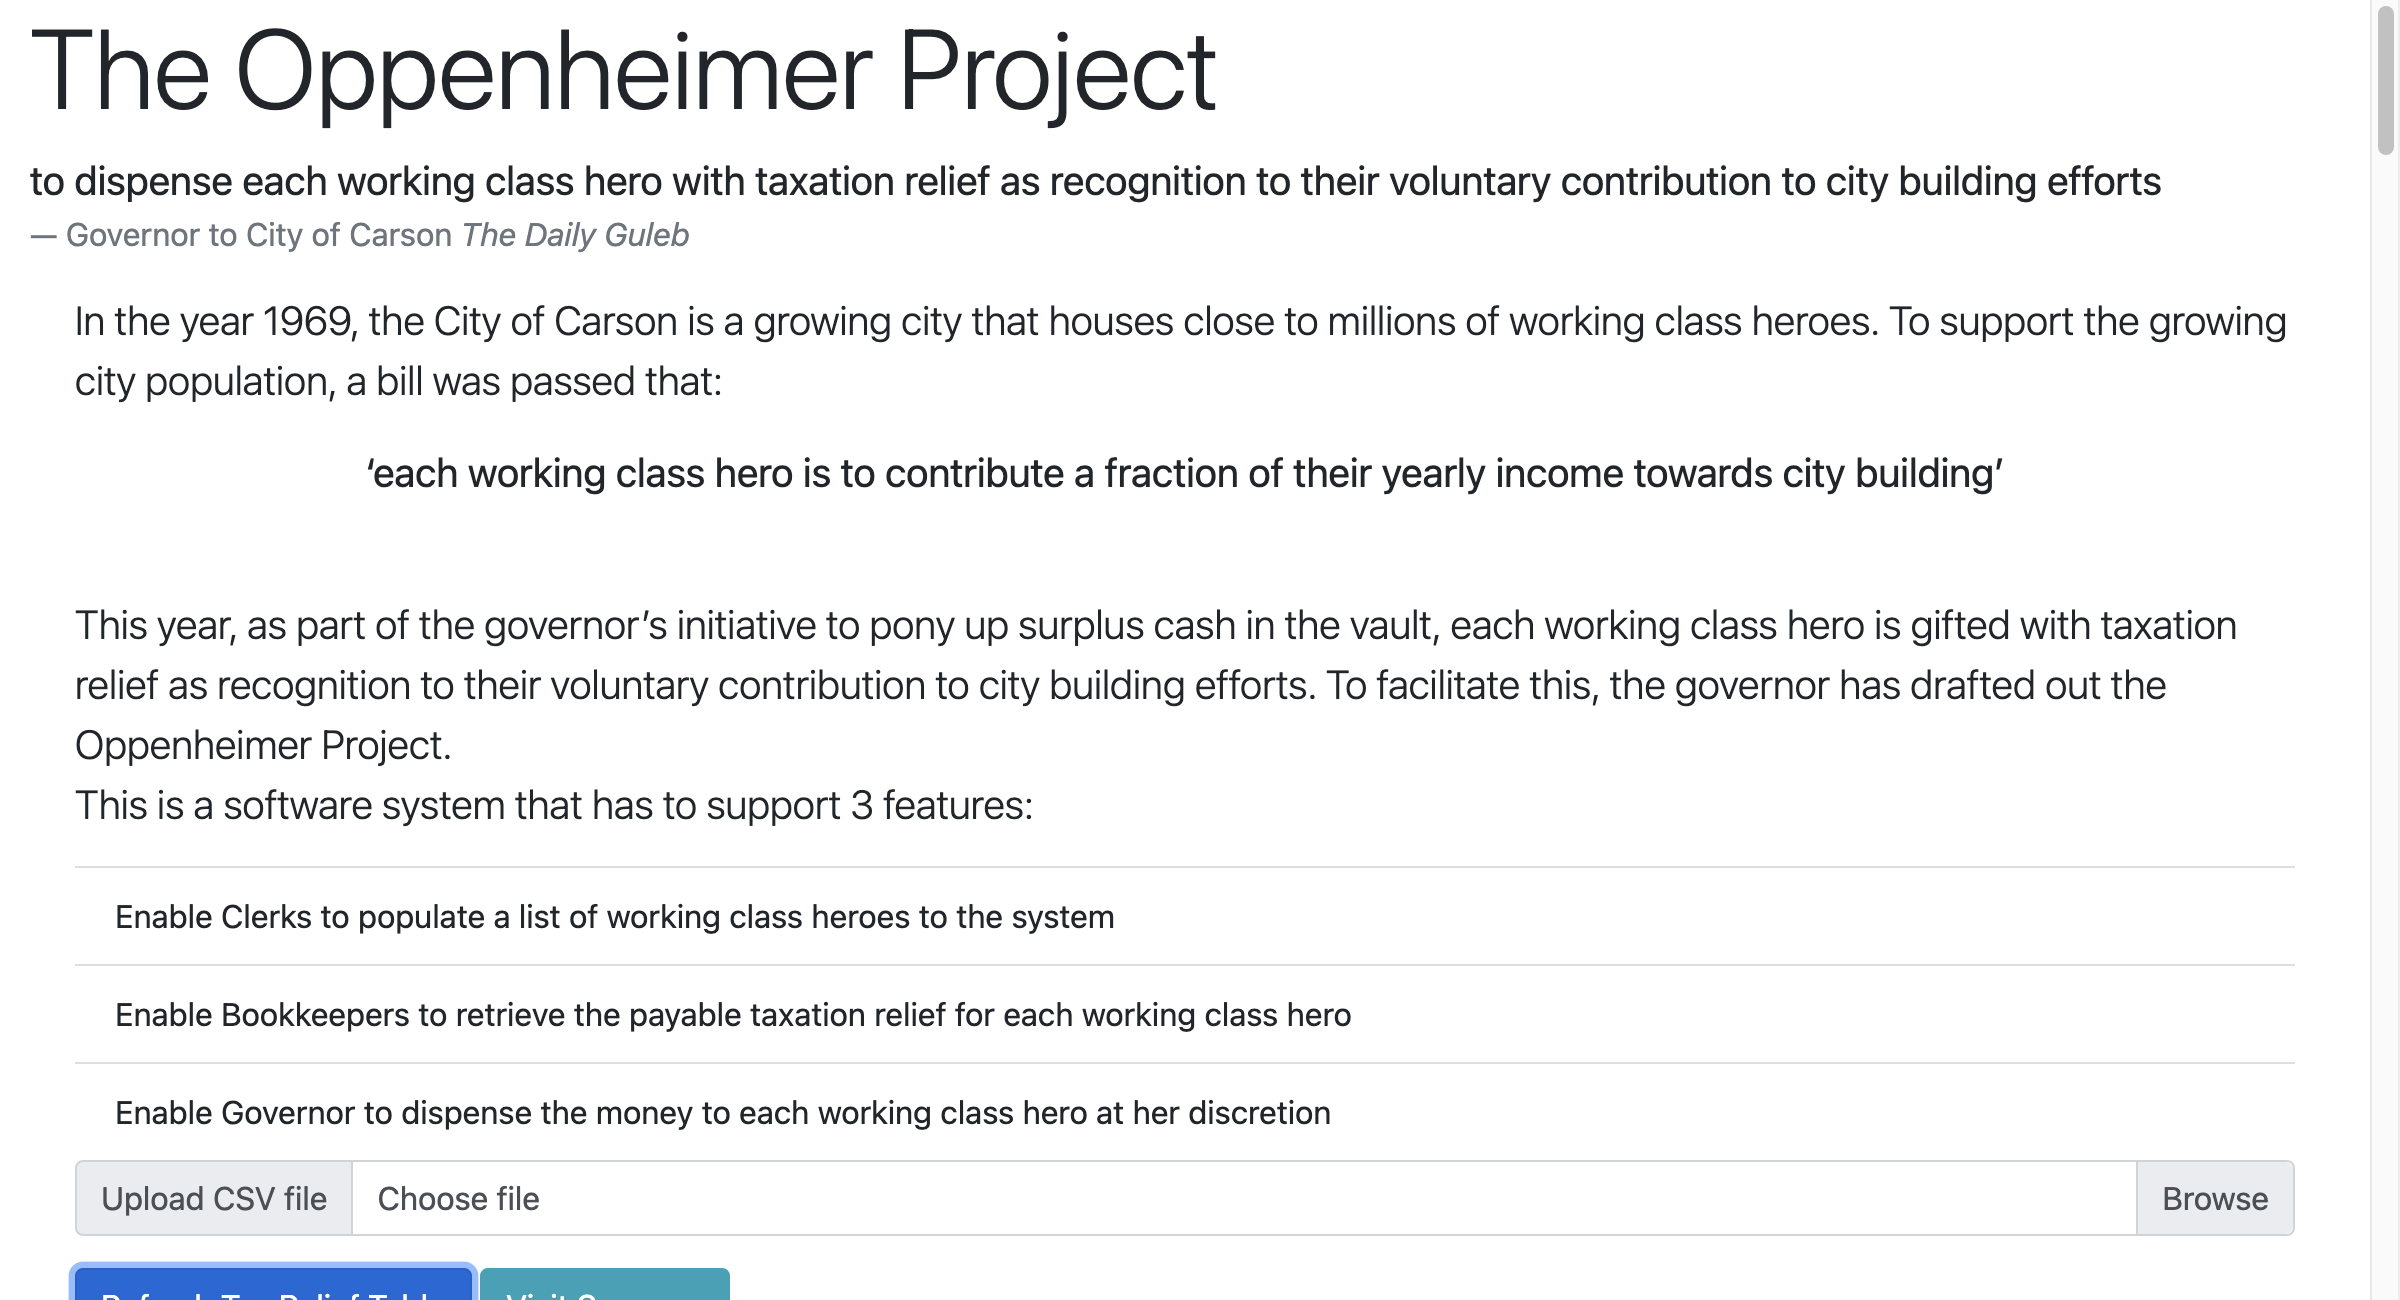 The Oppenheimer Project
to dispense each working class hero with taxation relief as recognition to their voluntary contribution to city building efforts
— Governor to City of Carson The Daily Guleb
In the year 1969, the City of Carson is a growing city that houses close to millions of working class heroes. To support the growing
city population, a bill was passed that:
‘each working class hero is to contribute a fraction of their yearly income towards city building’
This year, as part of the governor’s initiative to pony up surplus cash in the vault, each working class hero is gifted with taxation
relief as recognition to their voluntary contribution to city building efforts. To facilitate this, the governor has drafted out the
Oppenheimer Project.
This is a software system that has to support 3 features:
Enable Clerks to populate a list of working class heroes to the system
Enable Bookkeepers to retrieve the payable taxation relief for each working class hero
Enable Governor to dispense the money to each working class hero at her discretion
Upload CSV file Choose file Browse
Refresh Tax Relief Table Visit